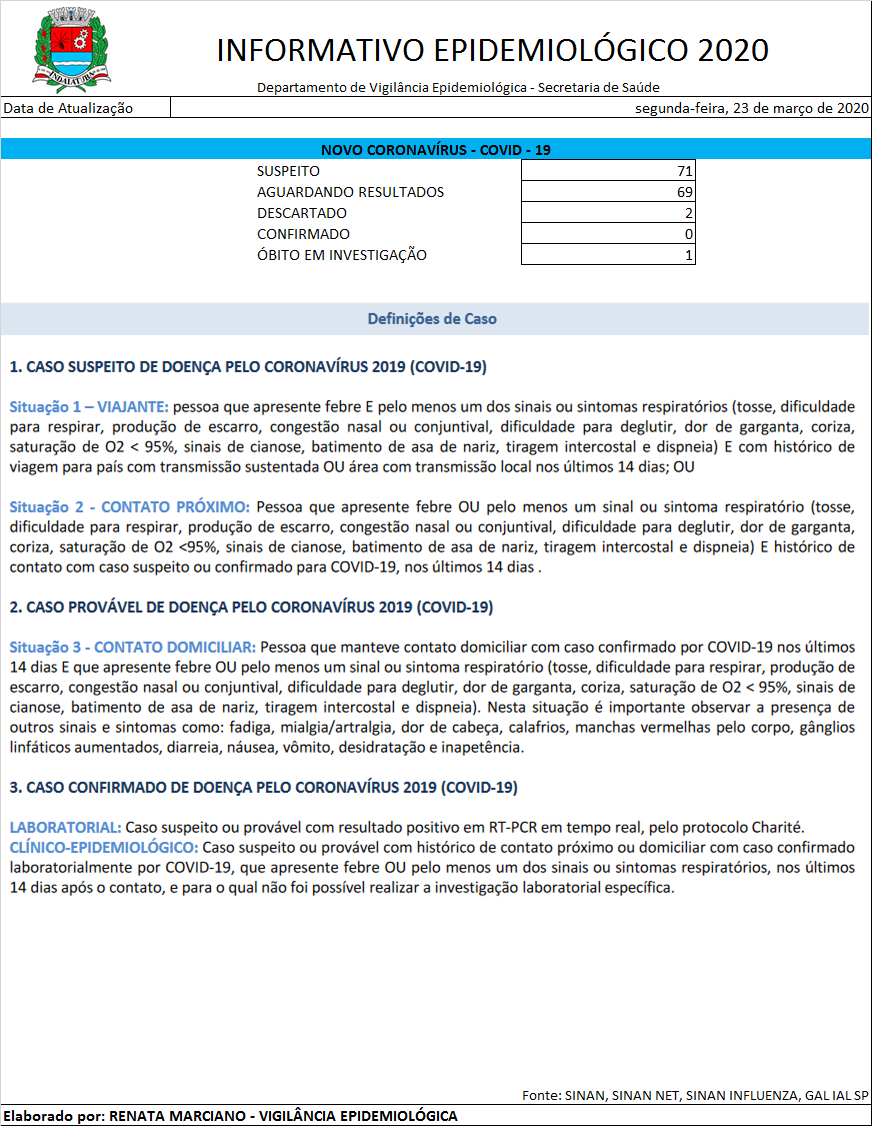 INDAIATUBA
INFORMATIVO EPIDEMIOLÓGICO 2020
Departamento de Vigilância Epidemiológica - Secretaria de Saúde
Data de Atualização segunda-feira, 23 de março de 2020
NOVO CORONAVÍRUS - COVID - 19
SUSPEITO 71
AGUARDANDO RESULTADOS 69
DESCARTADO 2
CONFIRMADO 0
ÓBITO EM INVESTIGAÇÃO 1
Definições de Caso
1. CASO SUSPEITO DE DOENÇA PELO CORONAVÍRUS 2019 (COVID-19)
Situação 1 – VIAJANTE: pessoa que apresente febre E pelo menos um dos sinais ou sintomas respiratórios (tosse, dificuldade
para respirar, produção de escarro, congestão nasal ou conjuntival, dificuldade para deglutir, dor de garganta, coriza,
saturação de O2 < 95%, sinais de cianose, batimento de asa de nariz, tiragem intercostal e dispneia) E com histórico de
viagem para país com transmissão sustentada OU área com transmissão local nos últimos 14 dias; OU
Situação 2 - CONTATO PRÓXIMO: Pessoa que apresente febre OU pelo menos um sinal ou sintoma respiratório (tosse,
dificuldade para respirar, produção de escarro, congestão nasal ou conjuntival, dificuldade para deglutir, dor de garganta,
coriza, saturação de O2 <95%, sinais de cianose, batimento de asa de nariz, tiragem intercostal e dispneia) E histórico de
contato com caso suspeito ou confirmado para COVID-19, nos últimos 14 dias .
2. CASO PROVÁVEL DE DOENÇA PELO CORONAVÍRUS 2019 (COVID-19)
Situação 3 - CONTATO DOMICILIAR: Pessoa que manteve contato domiciliar com caso confirmado por COVID-19 nos últimos
14 dias E que apresente febre OU pelo menos um sinal ou sintoma respiratório (tosse, dificuldade para respirar, produção de
escarro, congestão nasal ou conjuntival, dificuldade para deglutir, dor de garganta, coriza, saturação de O2 < 95%, sinais de
cianose, batimento de asa de nariz, tiragem intercostal e dispneia). Nesta situação é importante observar a presença de
outros sinais e sintomas como: fadiga, mialgia/artralgia, dor de cabeça, calafrios, manchas vermelhas pelo corpo, gânglios
linfáticos aumentados, diarreia, náusea, vômito, desidratação e inapetência.
3. CASO CONFIRMADO DE DOENÇA PELO CORONAVÍRUS 2019 (COVID-19)
LABORATORIAL: Caso suspeito ou provável com resultado positivo em RT-PCR em tempo real, pelo protocolo Charité.
CLÍNICO-EPIDEMIOLÓGICO: Caso suspeito ou provável com histórico de contato próximo ou domiciliar com caso confirmado
laboratorialmente por COVID-19, que apresente febre OU pelo menos um dos sinais ou sintomas respiratórios, nos últimos
14 dias após o contato, e para o qual não foi possível realizar a investigação laboratorial específica.
Fonte: SINAN, SINAN NET, SINAN INFLUENZA, GAL IAL SP
Elaborado por: RENATA MARCIANO - VIGILÂNCIA EPIDEMIOLÓGICA